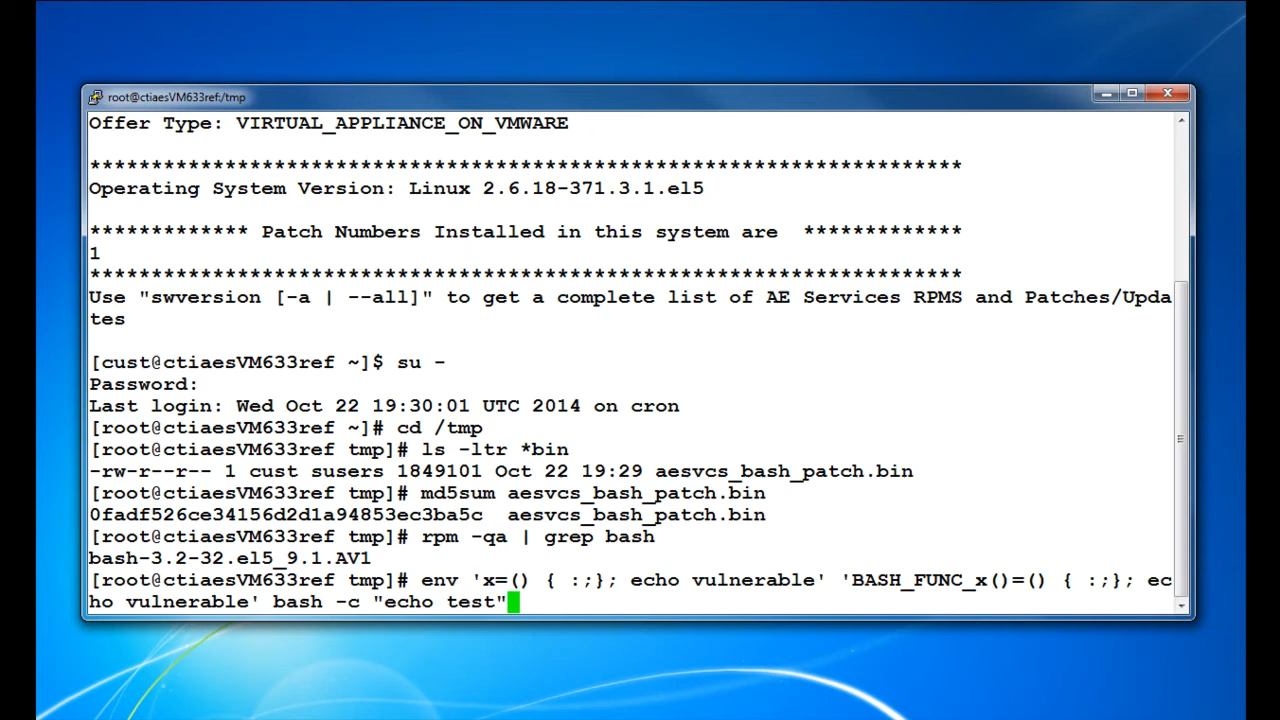 root@ctiaesVM633ref:/tmp
Offer Type: VIRTUAL_APPLIANCE_ON_VMWARE
***********************************************************************
Operating System Version: Linux 2.6.18-371.3.1.el5
************* Patch Numbers Installed in this system are  *************
1
***********************************************************************
Use "swversion [-a | --all]" to get a complete list of AE Services RPMS and Patches/Upda
tes
[cust@ctiaesVM633ref ~]$ su -
Password:
Last login: Wed Oct 22 19:30:01 UTC 2014 on cron
[root@ctiaesVM633ref ~]# cd /tmp
[root@ctiaesVM633ref tmp]# ls -ltr *bin
-rw-r--r-- 1 cust susers 1849101 Oct 22 19:29 aesvcs_bash_patch.bin
[root@ctiaesVM633ref tmp]# md5sum aesvcs_bash_patch.bin
0fadf526ce34156d2d1a94853ec3ba5c  aesvcs_bash_patch.bin
[root@ctiaesVM633ref tmp]# rpm -qa | grep bash
bash-3.2-32.el5_9.1.AV1
[root@ctiaesVM633ref tmp]# env 'x=() { :;}; echo vulnerable' 'BASH_FUNC_x()=() { :;}; ec
ho vulnerable' bash -c "echo test"